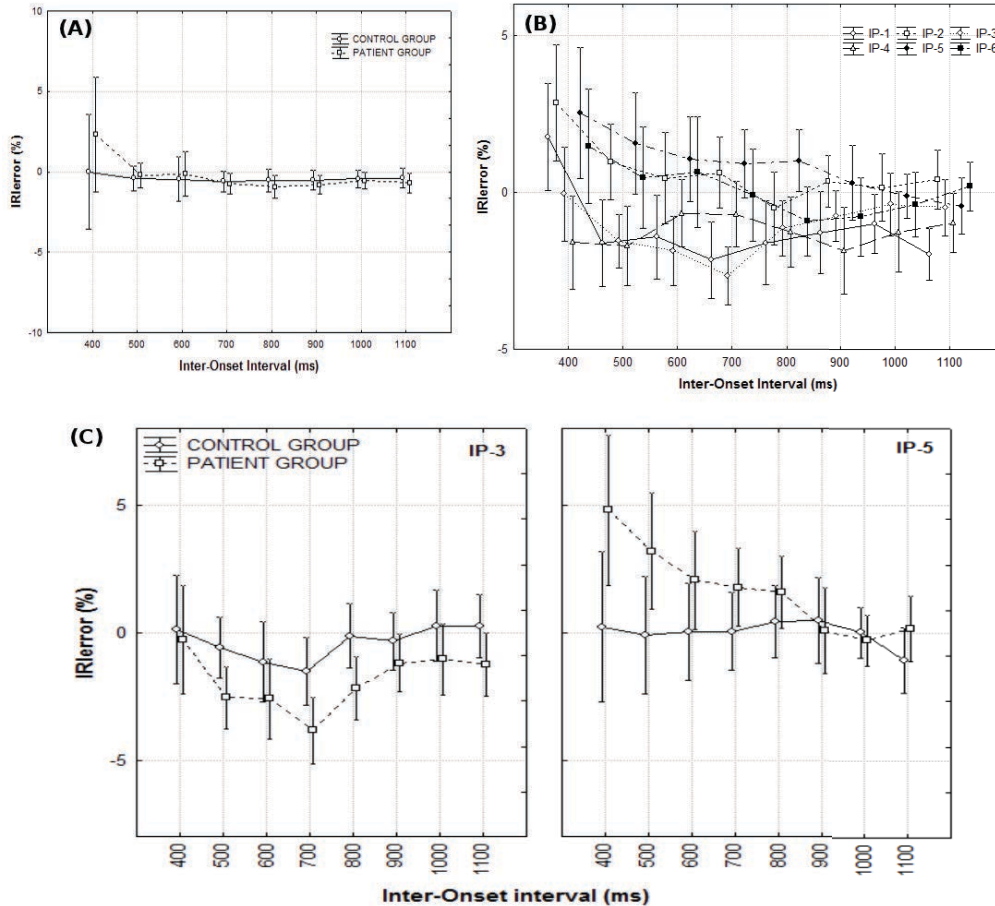 (A)
CONTROL GROUP
PATIENT GROUP
IRIerror (%)
10
5
0
-5
-10
400 500 600 700 800 900 1000 1100
Inter-Onset Interval (ms)
(B)
IP-1 IP-2 IP-3
IP-4 IP-5 IP-6
IRIerror (%)
5
0
-5
400 500 600 700 800 900 1000 1100
Inter-Onset Interval (ms)
(C)
CONTROL GROUP
PATIENT GROUP
IP-3
IP-5
IRIerror (%)
5
0
-5
400 500 600 700 800 900 1000 1100
400 500 600 700 800 900 1000 1100
Inter-Onset interval (ms)